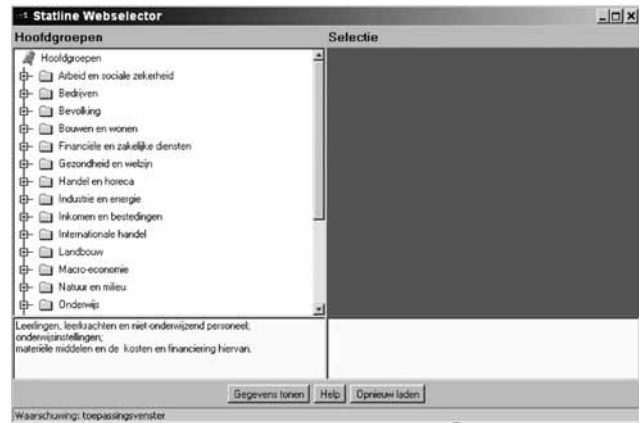 Statline Webselector
Hoofdgroepen
Selectie
Hoofdgroepen
Arbeid en sociale zekerheid
Bedrijven
Bevolking
Bouwen en wonen
Financiële en zakelijke diensten
Gezondheid en welzijn
Handel en horeca
Industrie en energie
Inkomen en bestedingen
Internationale handel
Landbouw
Macro-economie
Natuur en milieu
Onderwijs
Leerlingen, leerkrachten en niet-onderwijzend personeel;
onderwijsinstellingen;
materiële middelen en de kosten en financiering hiervan.
Gegevens tonen
Help
Opnieuw laden
Waarschuwing: toepassingsvenster